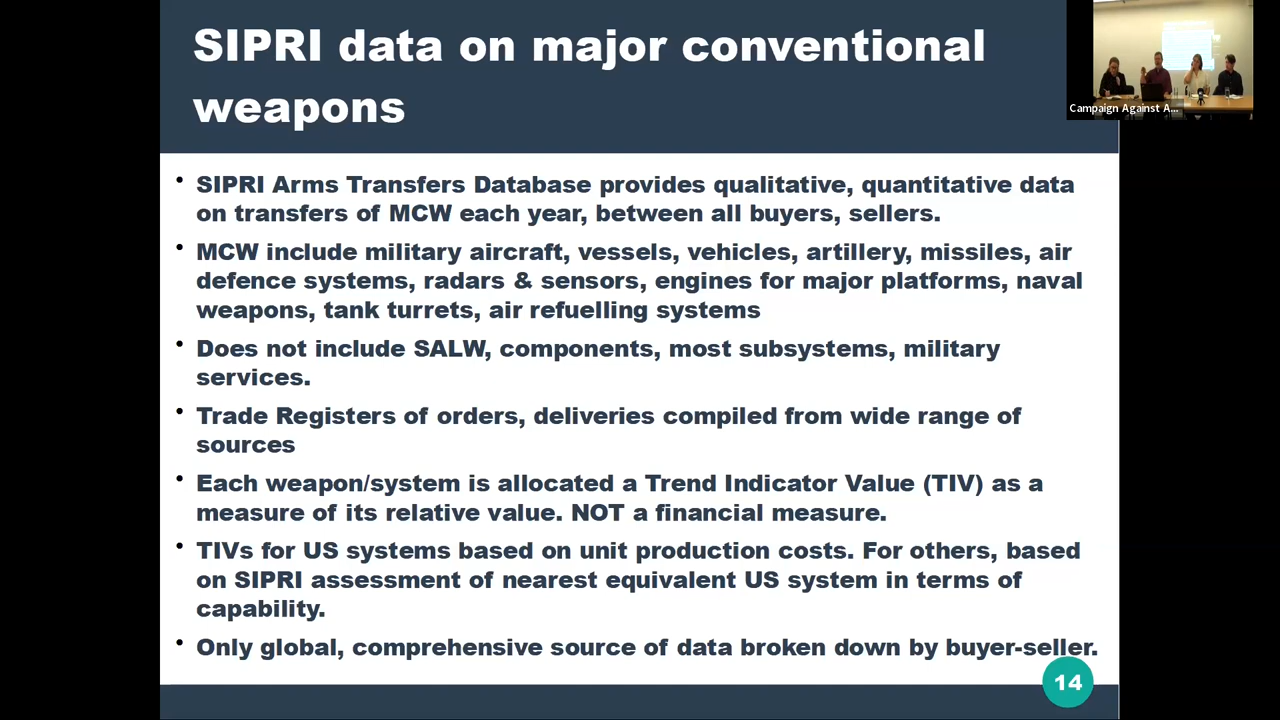 SIPRI data on major conventional
weapons
Campaign Against A...
• SIPRI Arms Transfers Database provides qualitative, quantitative data
on transfers of MCW each year, between all buyers, sellers.
• MCW include military aircraft, vessels, vehicles, artillery, missiles, air
defence systems, radars & sensors, engines for major platforms, naval
weapons, tank turrets, air refuelling systems
• Does not include SALW, components, most subsystems, military
services.
• Trade Registers of orders, deliveries compiled from wide range of
sources
• Each weapon/system is allocated a Trend Indicator Value (TIV) as a
measure of its relative value. NOT a financial measure.
• TIVs for US systems based on unit production costs. For others, based
on SIPRI assessment of nearest equivalent US system in terms of
capability.
• Only global, comprehensive source of data broken down by buyer-seller.
14